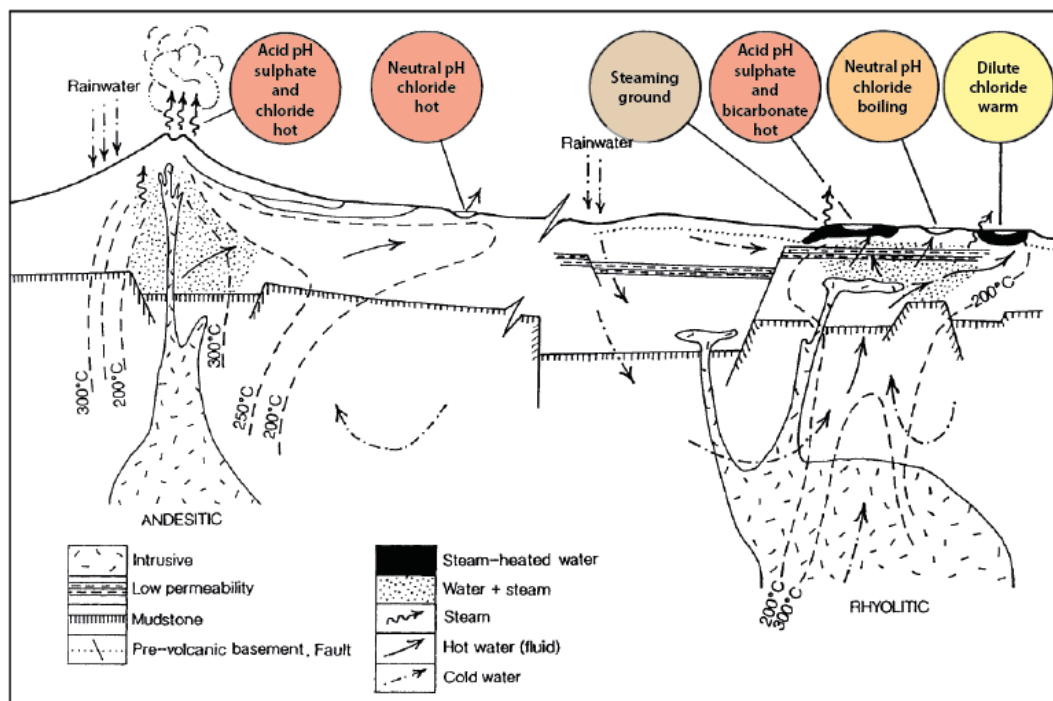 Rainwater
Acid pH
sulphate
and
chloride
hot
Neutral pH
chloride
hot
Steaming
ground
Acid pH
sulphate
and
bicarbonate
hot
Neutral pH
chloride
boiling
Dilute
chloride
warm
Rainwater
300°C
200°C
300°C
250°C
200°C
~200°C
200°C
300°C
ANDESITIC
RHYOLITIC
Intrusive
Low permeability
Mudstone
Pre-volcanic basement, Fault
Steam-heated water
Water + steam
Steam
Hot water (fluid)
Cold water